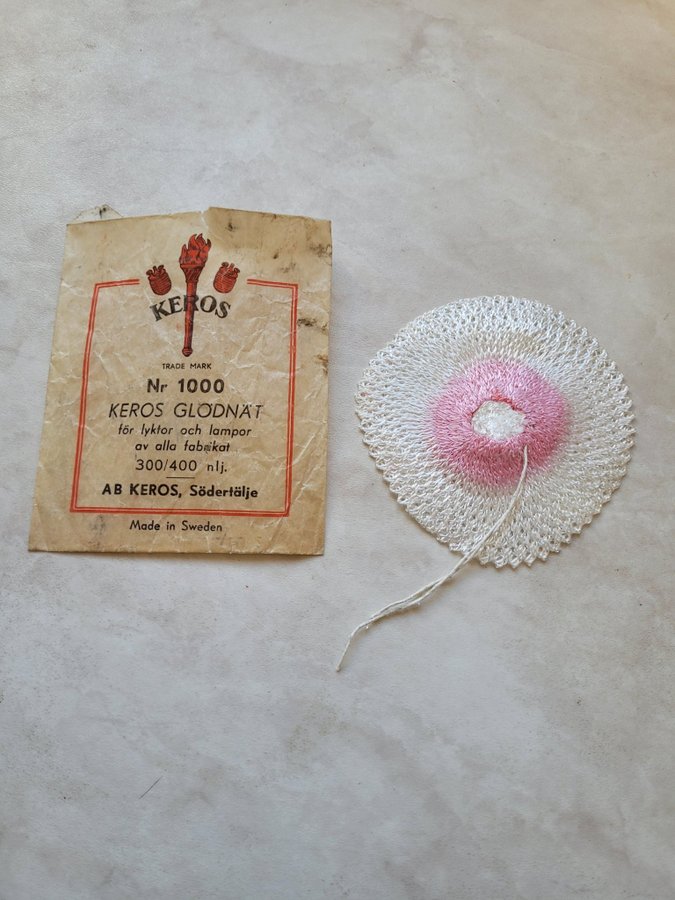 KEROS
TRADE MARK
Nr 1000
KEROS GLÖDNÄT
för lyktor och lampor
av alla fabrikat
300/400 nlj.
AB KEROS, Södertälje
Made in Sweden